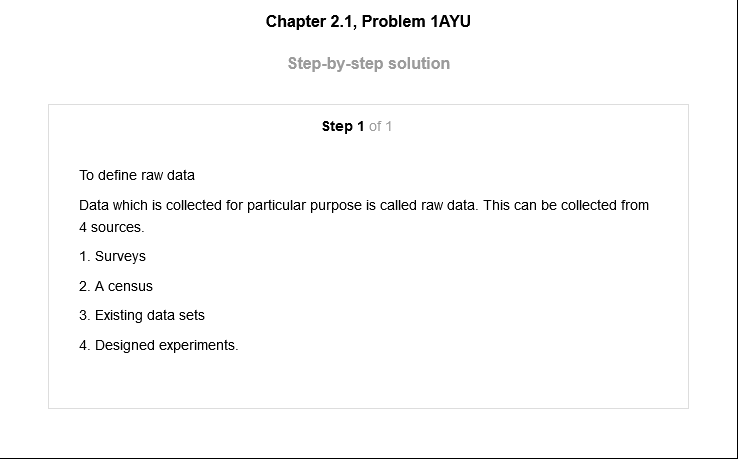 Chapter 2.1, Problem 1AYU
Step-by-step solution
Step 1 of 1
To define raw data
Data which is collected for particular purpose is called raw data. This can be collected from
4 sources.
1. Surveys
2. A census
3. Existing data sets
4. Designed experiments.